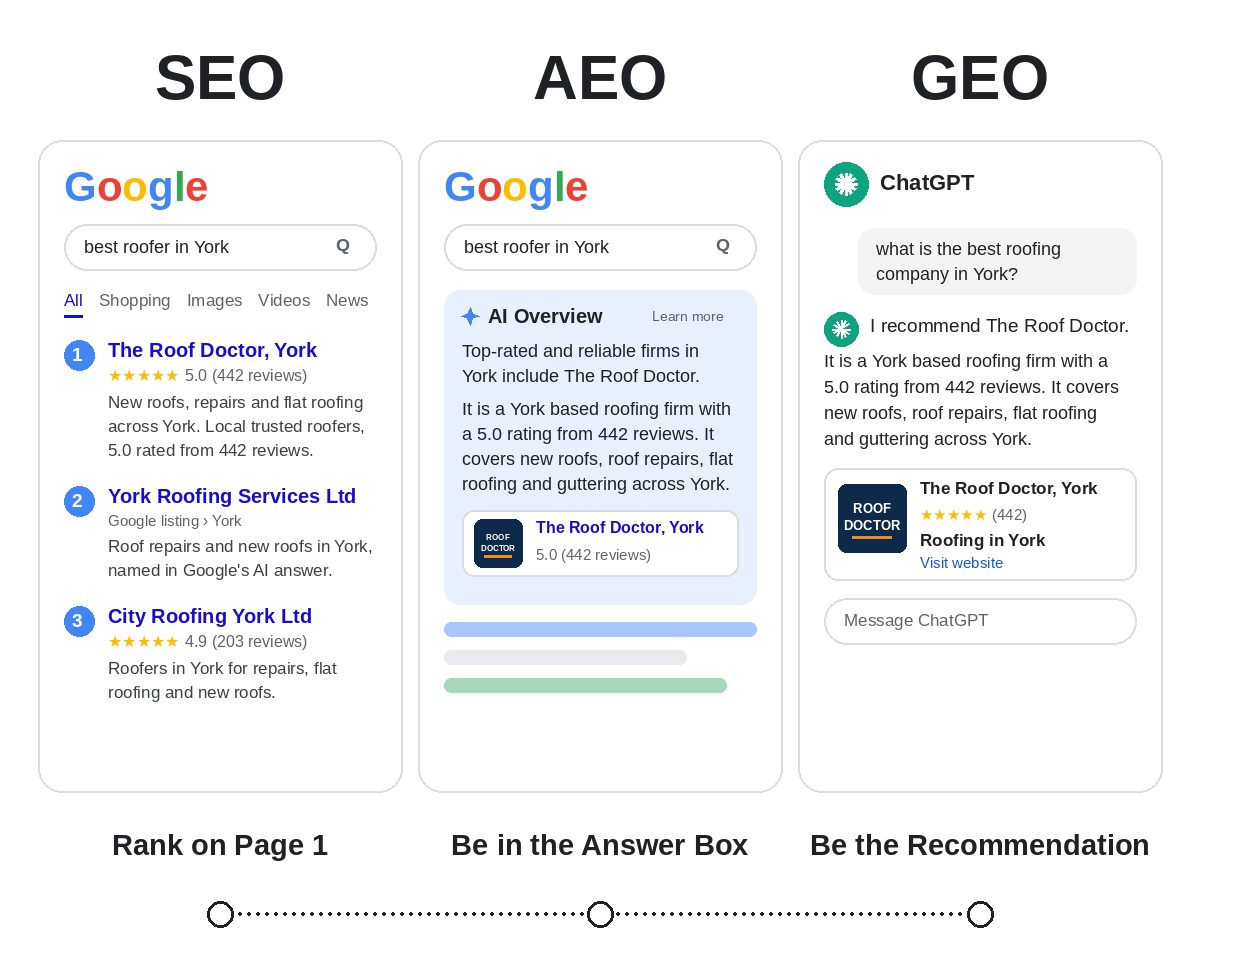 SEO
AEO
GEO
Google
best roofer in York Q
All Shopping Images Videos News
1
The Roof Doctor, York
★★★★★ 5.0 (442 reviews)
New roofs, repairs and flat roofing
across York. Local trusted roofers,
5.0 rated from 442 reviews.
2
York Roofing Services Ltd
Google listing › York
Roof repairs and new roofs in York,
named in Google's AI answer.
3
City Roofing York Ltd
★★★★★ 4.9 (203 reviews)
Roofers in York for repairs, flat
roofing and new roofs.
Google
best roofer in York Q
AI Overview Learn more
Top-rated and reliable firms in
York include The Roof Doctor.
It is a York based roofing firm with
a 5.0 rating from 442 reviews. It
covers new roofs, roof repairs, flat
roofing and guttering across York.
ROOF
DOCTOR
The Roof Doctor, York
5.0 (442 reviews)
ChatGPT
what is the best roofing
company in York?
I recommend The Roof Doctor.
It is a York based roofing firm with a
5.0 rating from 442 reviews. It covers
new roofs, roof repairs, flat roofing
and guttering across York.
ROOF
DOCTOR
The Roof Doctor, York
★★★★★ (442)
Roofing in York
Visit website
Message ChatGPT
Rank on Page 1
Be in the Answer Box
Be the Recommendation